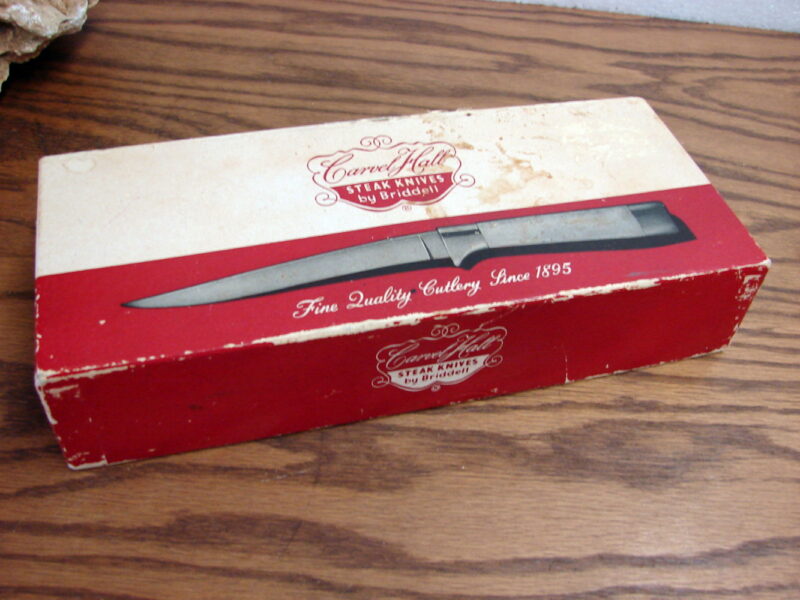 Carvel Hall
STEAK KNIVES
by Briddell
®
Fine Quality Cutlery Since 1895
Carvel Hall
STEAK KNIVES
by Briddell
®